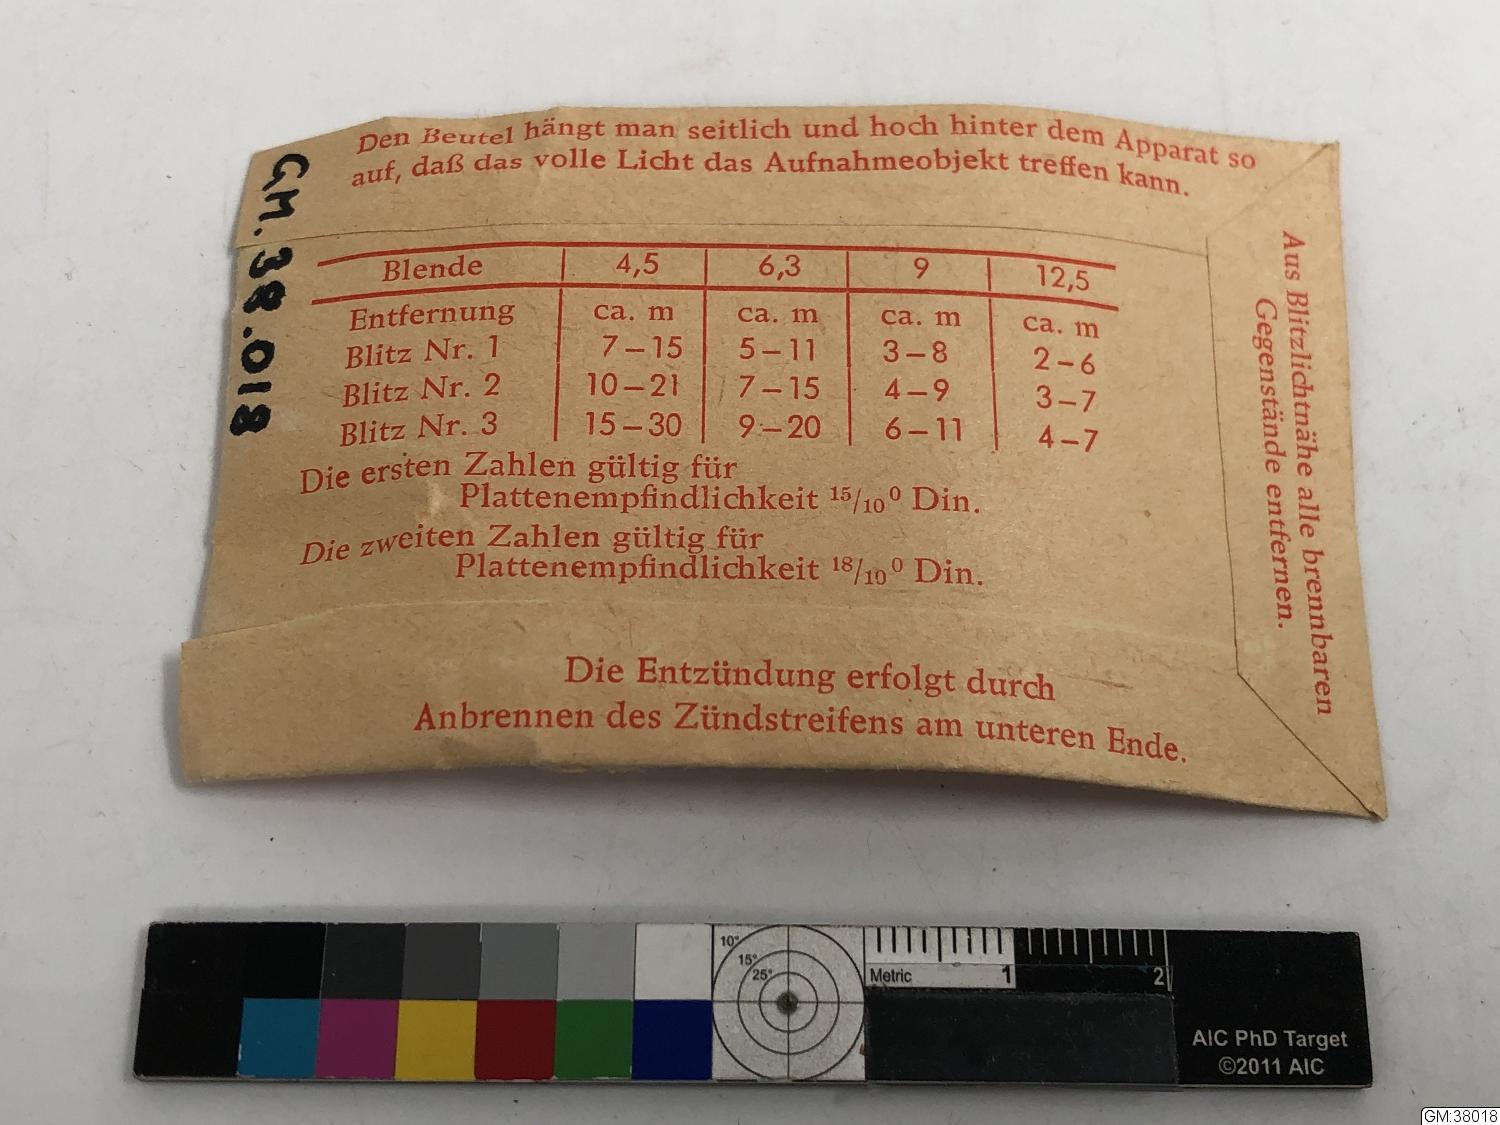 Den Beutel hängt man seitlich und hoch hinter dem Apparat so
auf, daß das volle Licht das Aufnahmeobjekt treffen kann.
GM.38.018
Blende 4,5 6,3 9 12,5
Entfernung ca. m ca. m ca. m ca. m
Blitz Nr. 1 7–15 5–11 3–8 2–6
Blitz Nr. 2 10–21 7–15 4–9 3–7
Blitz Nr. 3 15–30 9–20 6–11 4–7
Die ersten Zahlen gültig für
Plattenempfindlichkeit 15/10⁰ Din.
Die zweiten Zahlen gültig für
Plattenempfindlichkeit 18/10⁰ Din.
Die Entzündung erfolgt durch
Anbrennen des Zündstreifens am unteren Ende.
Aus Blitzlichtnähe alle brennbaren
Gegenstände entfernen.
10°
15°
25°
Metric 1 2
AIC PhD Target
©2011 AIC
GM:38018